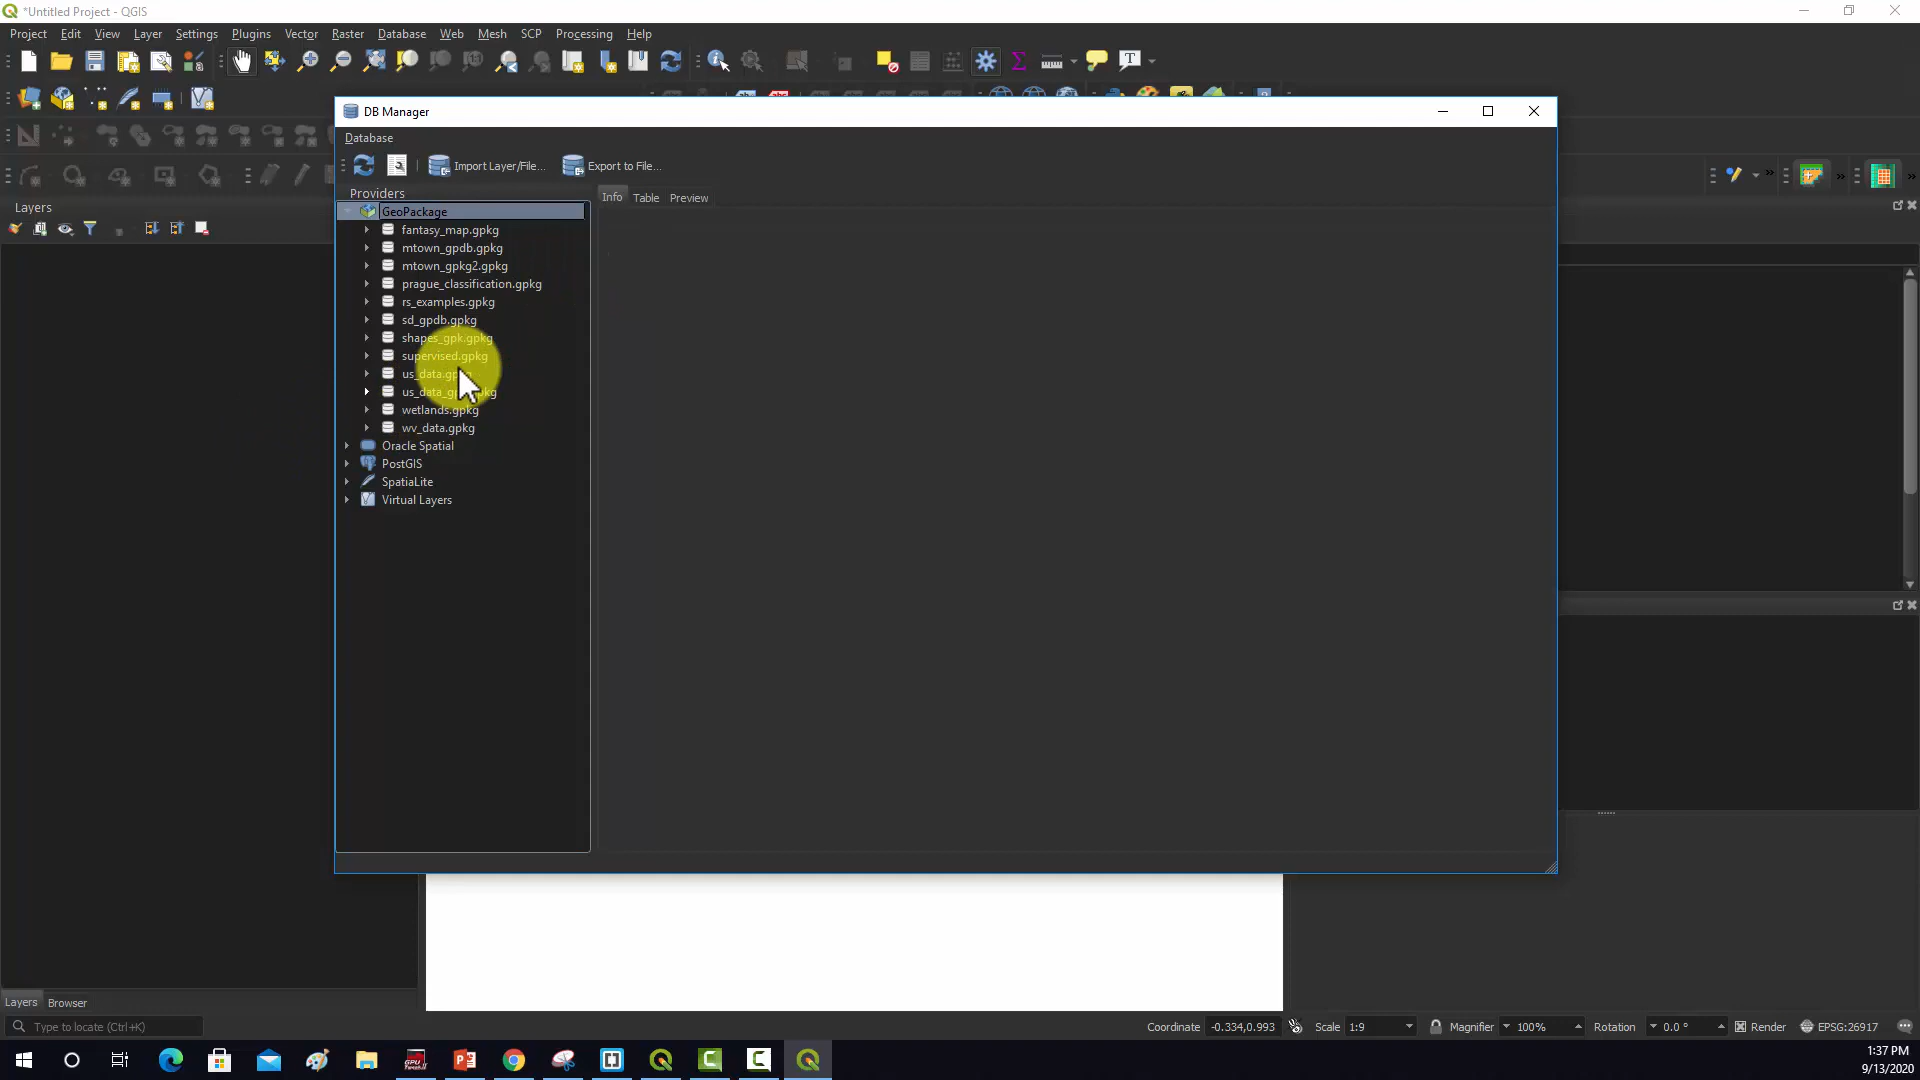 *Untitled Project - QGIS
Project Edit View Layer Settings Plugins Vector Raster Database Web Mesh SCP Processing Help
DB Manager
Database
Import Layer/File... Export to File...
Providers
Info Table Preview
Layers
GeoPackage
fantasy_map.gpkg
mtown_gpdb.gpkg
mtown_gpkg2.gpkg
prague_classification.gpkg
rs_examples.gpkg
sd_gpdb.gpkg
shapes_gpk.gpkg
supervised.gpkg
wetlands.gpkg
wv_data.gpkg
Oracle Spatial
PostGIS
SpatiaLite
Virtual Layers
Layers Browser
Type to locate (Ctrl+K)
Coordinate -0.334,0.993 Scale 1:9 Magnifier 100% Rotation 0.0 ° Render EPSG:26917
1:37 PM
9/13/2020